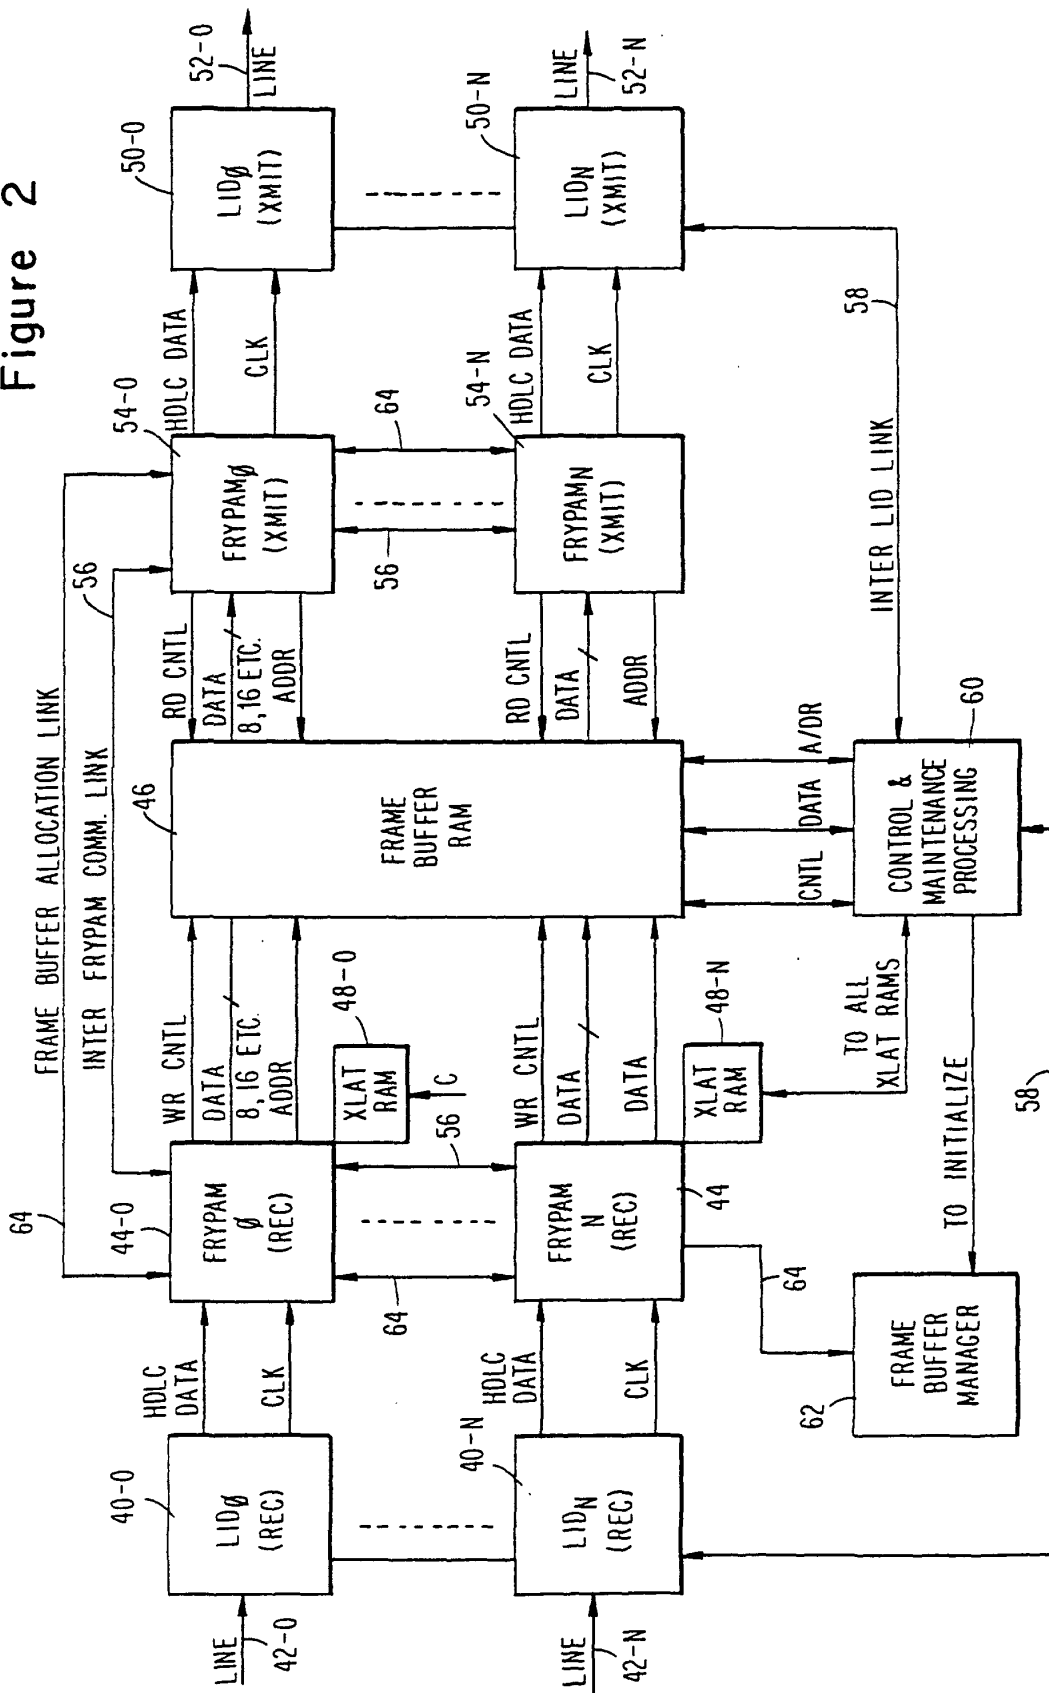 Figure 2
FRAME BUFFER ALLOCATION LINK
64
INTER FRYPAM COMM. LINK
56
LINE
42-0
40-0
LIDφ
(REC)
HDLC
DATA
CLK
44-0
FRYPAM
φ
(REC)
WR CNTL
DATA
8,16 ETC.
ADDR
48-0
XLAT
RAM
C
46
FRAME
BUFFER
RAM
RD CNTL
DATA
8,16 ETC.
ADDR
54-0
FRYPAMφ
(XMIT)
HDLC DATA
CLK
50-0
LIDφ
(XMIT)
52-0
LINE
64
56
56
64
LINE
42-N
40-N
LIDN
(REC)
HDLC
DATA
CLK
FRYPAM
N
(REC)
44
WR CNTL
DATA
DATA
48-N
XLAT
RAM
RD CNTL
DATA
ADDR
54-N
FRYPAMN
(XMIT)
HDLC DATA
CLK
50-N
LIDN
(XMIT)
LINE
52-N
64
62
FRAME
BUFFER
MANAGER
TO INITIALIZE
TO ALL
XLAT RAMS
CNTL
DATA
A/DR
CONTROL &
MAINTENANCE
PROCESSING
60
INTER LID LINK
58
58